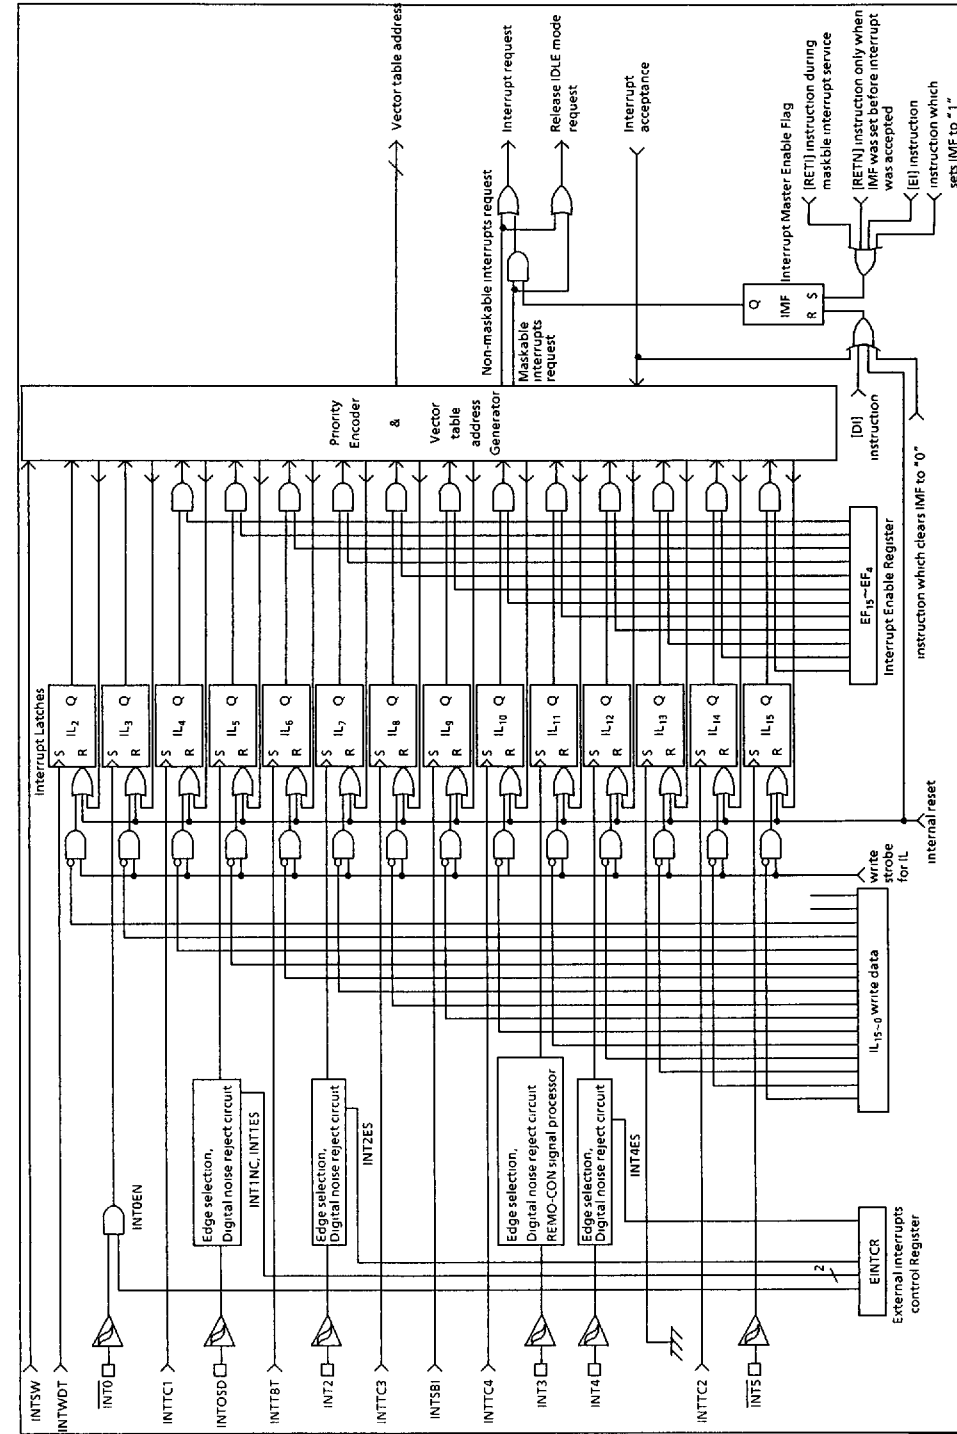 INTSW
INTWDT
INT0
INTTC1
INTOSD
INTTBT
INT2
INTTC3
INTSBI
INTTC4
INT3
INT4
INTTC2
INT5
INT0EN
Edge selection,
Digital noise reject circuit
INT1NC, INT1ES
Edge selection,
Digital noise reject circuit
INT2ES
Edge selection,
Digital noise reject circuit
REMO-CON signal processor
Edge selection,
Digital noise reject circuit
INT4ES
2
EINTCR
External interrupts
control Register
IL15~0 write data
write
strobe
for IL
internal reset
Interrupt Latches
S
IL-2
Q
R
S
IL3
Q
R
S
IL4
Q
R
S
IL5
Q
R
S
IL6
Q
R
S
IL7
Q
R
S
IL8
Q
R
S
IL9
Q
R
S
IL10
Q
R
S
IL11
Q
R
S
IL12
Q
R
S
IL13
Q
R
S
IL14
Q
R
S
IL15
Q
R
EF15~EF4
Interrupt Enable Register
Priority
Encoder
&
Vector
table
address
Generator
Vector table address
Non-maskable interrupts request
Maskable
interrupts
request
Interrupt request
Release IDLE mode
request
Interrupt
acceptance
Q
IMF
R S
Interrupt Master Enable Flag
[RETI] instruction during
maskble interrupt service
[RETN] instruction only when
IMF was set before interrupt
was accepted
[EI] instruction
instruction which
sets IMF to "1"
[DI]
instruction
instruction which clears IMF to "0"